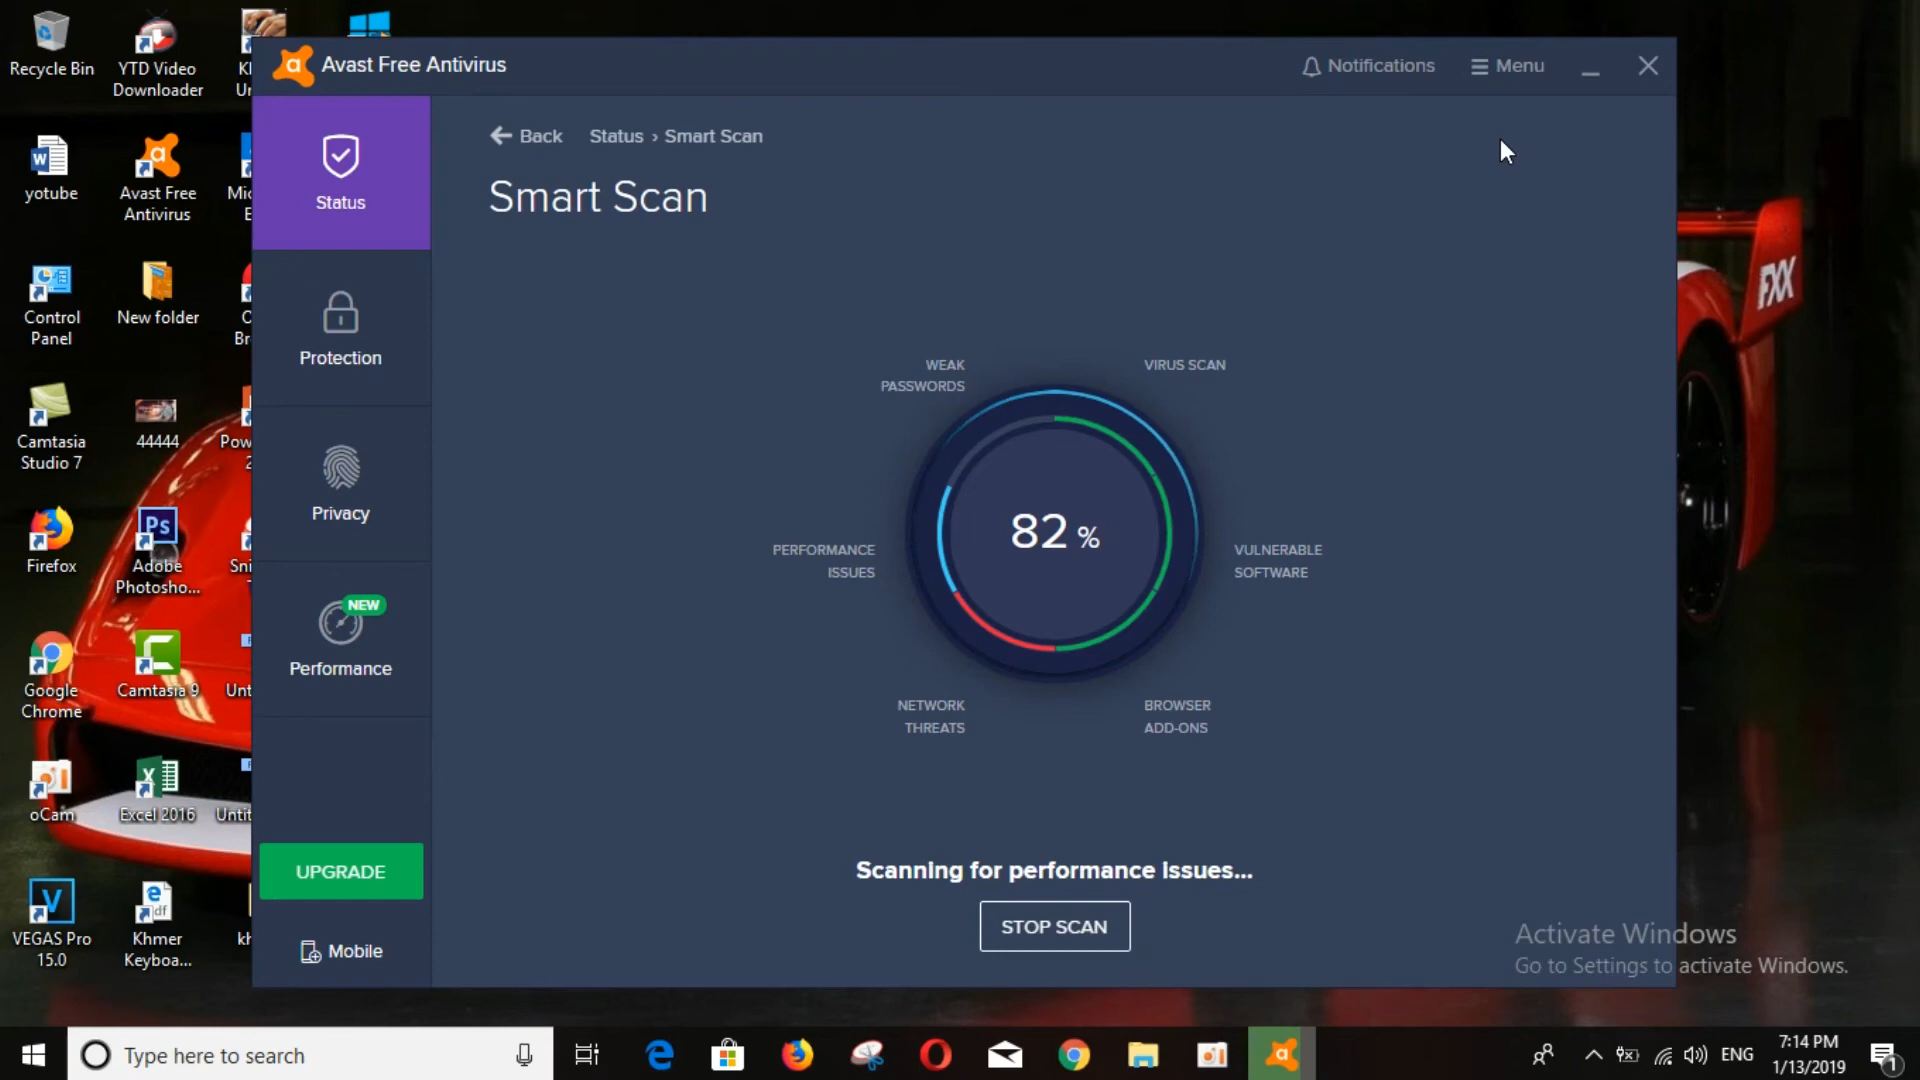 Recycle Bin
YTD Video
Downloader
yotube
Avast Free
Antivirus
Control
Panel
New folder
Camtasia
Studio 7
44444
Firefox
Ps
Adobe
Photosho...
Google
Chrome
Camtasia 9
oCam
Excel 2016
VEGAS Pro
15.0
Khmer
Keyboa...
Avast Free Antivirus
Notifications
Menu
Status
Protection
Privacy
NEW
Performance
UPGRADE
Mobile
Back
Status › Smart Scan
Smart Scan
WEAK
PASSWORDS
VIRUS SCAN
82 %
PERFORMANCE
ISSUES
VULNERABLE
SOFTWARE
NETWORK
THREATS
BROWSER
ADD-ONS
Scanning for performance Issues...
STOP SCAN
FXX
Activate Windows
Go to Settings to activate Windows.
Type here to search
ENG
7:14 PM
1/13/2019
1